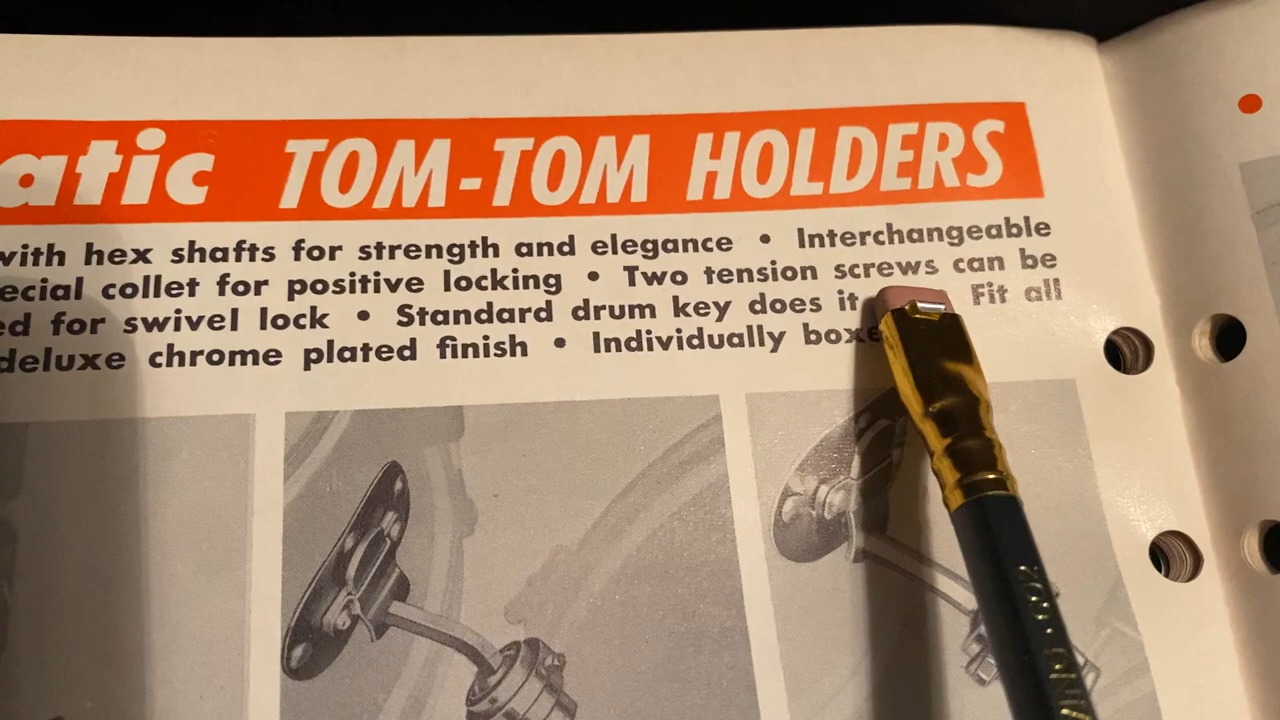 atic TOM-TOM HOLDERS
with hex shafts for strength and elegance • Interchangeable
ecial collet for positive locking • Two tension screws can be
ed for swivel lock • Standard drum key does it Fit all
deluxe chrome plated finish • Individually boxe
602